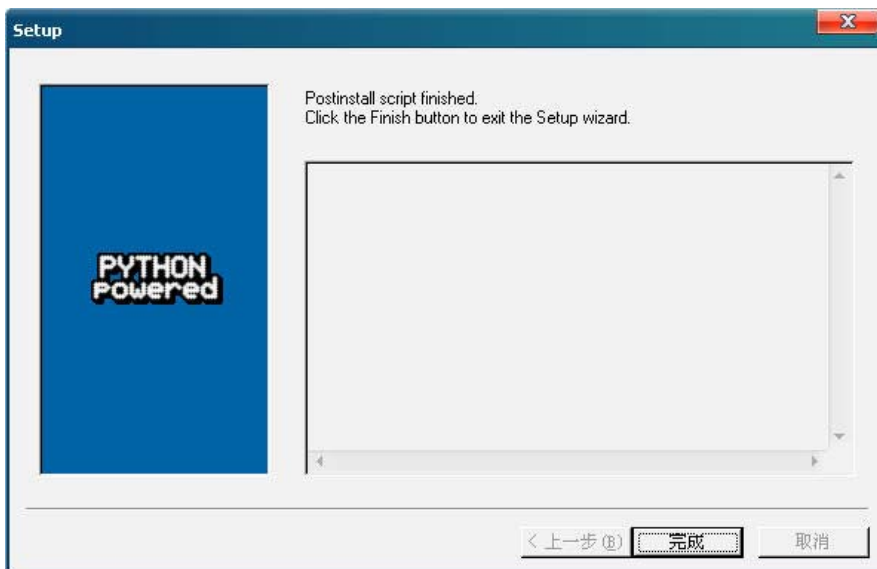 Setup
Postinstall script finished.
Click the Finish button to exit the Setup wizard.
PYTHON
powered
< 上一步(B)
完成
取消